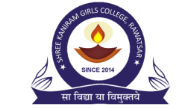 SHREE KANIRAM GIRLS COLLEGE, RAWATSAR
SINCE 2014
सा विद्या या विमुक्तये